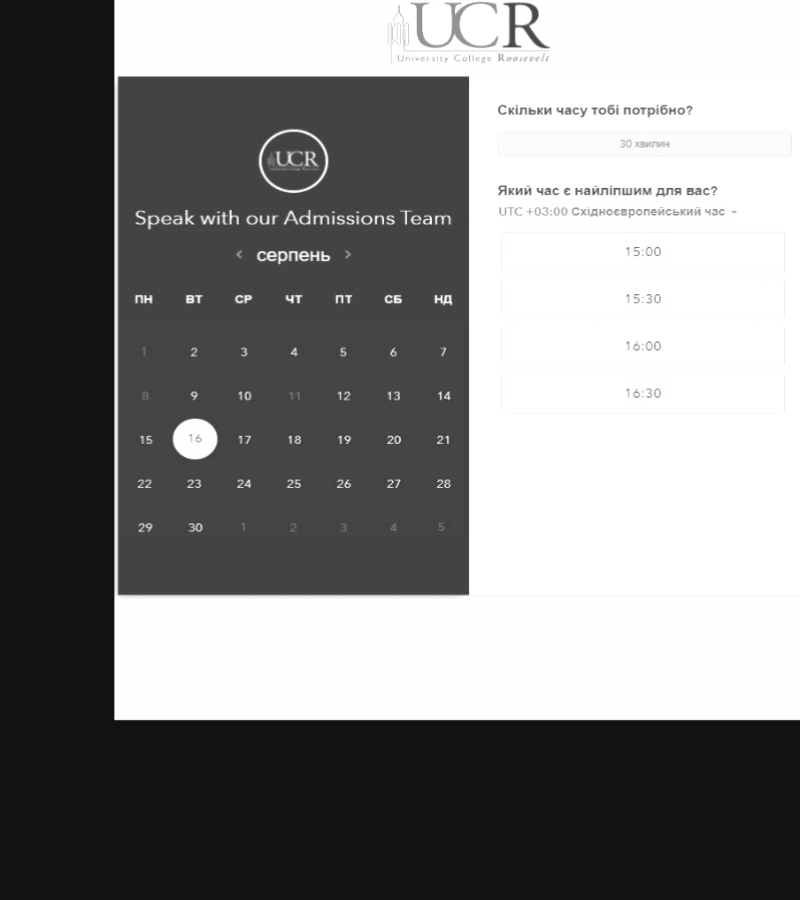 UCR
University College Roosevelt
UCR
Speak with our Admissions Team
< серпень >
ПН ВТ СР ЧТ ПТ СБ НД
1 2 3 4 5 6 7
8 9 10 11 12 13 14
15 16 17 18 19 20 21
22 23 24 25 26 27 28
29 30 1 2 3 4 5
Скільки часу тобі потрібно?
30 хвилин
Який час є найліпшим для вас?
UTC +03:00 Східноєвропейський час
15:00
15:30
16:00
16:30